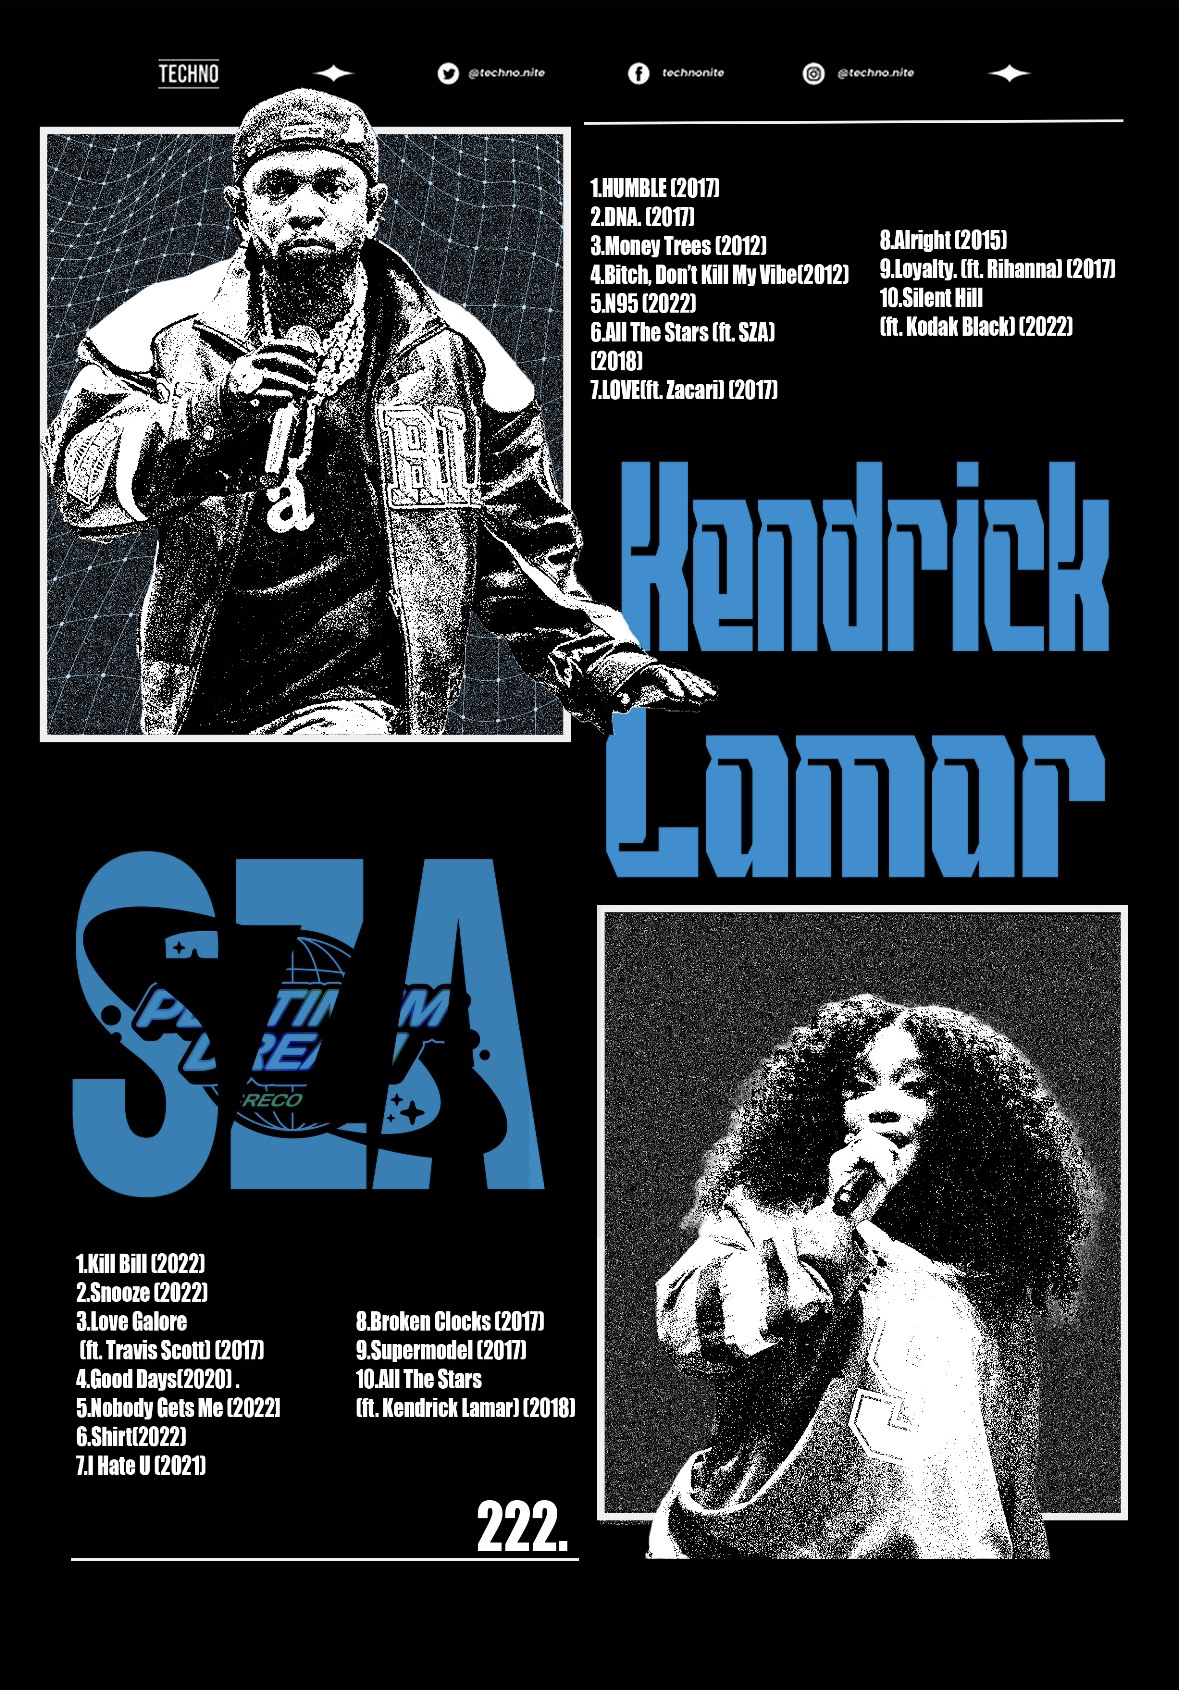 TECHNO
@techno.nite
technonite
@techno.nite
1.HUMBLE (2017)
2.DNA. (2017)
3.Money Trees (2012)
4.Bitch, Don't Kill My Vibe(2012)
5.N95 (2022)
6.All The Stars (ft. SZA)
(2018)
7.LOVE(ft. Zacari) (2017)
8.Alright (2015)
9.Loyalty. (ft. Rihanna) (2017)
10.Silent Hill
(ft. Kodak Black) (2022)
a
Kendrick
Lamar
SZA
1.Kill Bill (2022)
2.Snooze (2022)
3.Love Galore
(ft. Travis Scott) (2017)
4.Good Days(2020) .
5.Nobody Gets Me (2022]
6.Shirt(2022)
7.I Hate U (2021)
8.Broken Clocks (2017)
9.Supermodel (2017)
10.All The Stars
(ft. Kendrick Lamar) (2018)
222.